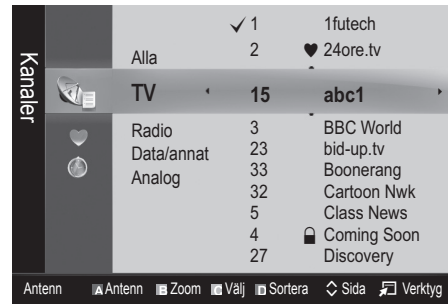 Kanaler
Alla
TV
Radio
Data/annat
Analog
1 1futech
2 24ore.tv
15 abc1
3 BBC World
23 bid-up.tv
33 Boonerang
32 Cartoon Nwk
5 Class News
4 Coming Soon
27 Discovery
Antenn A Antenn B Zoom C Välj D Sortera Sida Verktyg